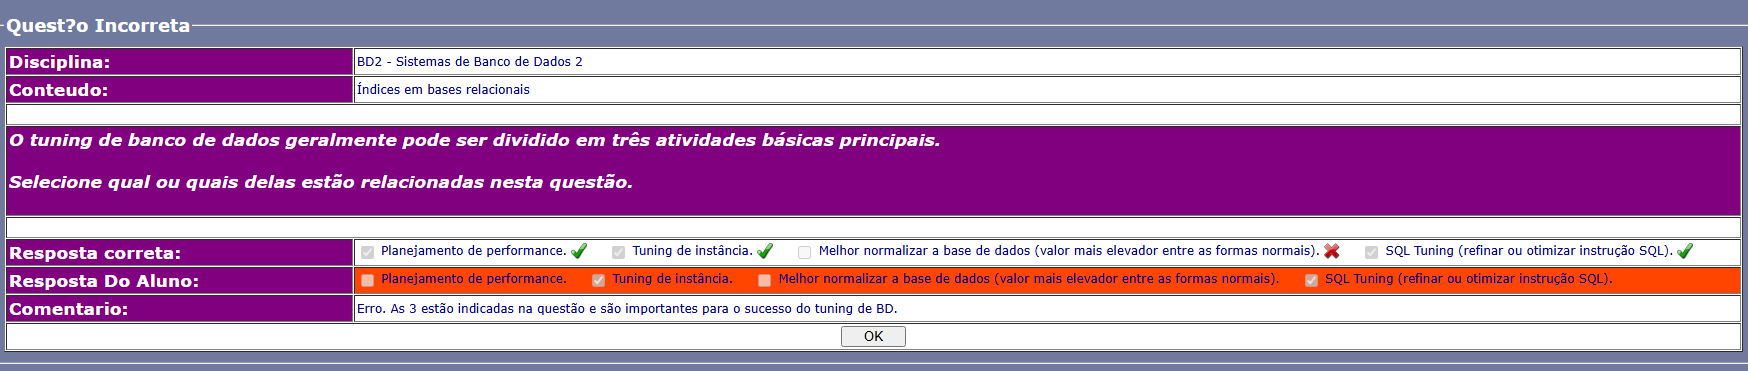 Quest?o Incorreta
Disciplina: BD2 - Sistemas de Banco de Dados 2
Conteudo: Índices em bases relacionais
O tuning de banco de dados geralmente pode ser dividido em três atividades básicas principais.
Selecione qual ou quais delas estão relacionadas nesta questão.
Resposta correta: Planejamento de performance. Tuning de instância. Melhor normalizar a base de dados (valor mais elevador entre as formas normais). SQL Tuning (refinar ou otimizar instrução SQL).
Resposta Do Aluno: Planejamento de performance. Tuning de instância. Melhor normalizar a base de dados (valor mais elevador entre as formas normais). SQL Tuning (refinar ou otimizar instrução SQL).
Comentario: Erro. As 3 estão indicadas na questão e são importantes para o sucesso do tuning de BD.
OK